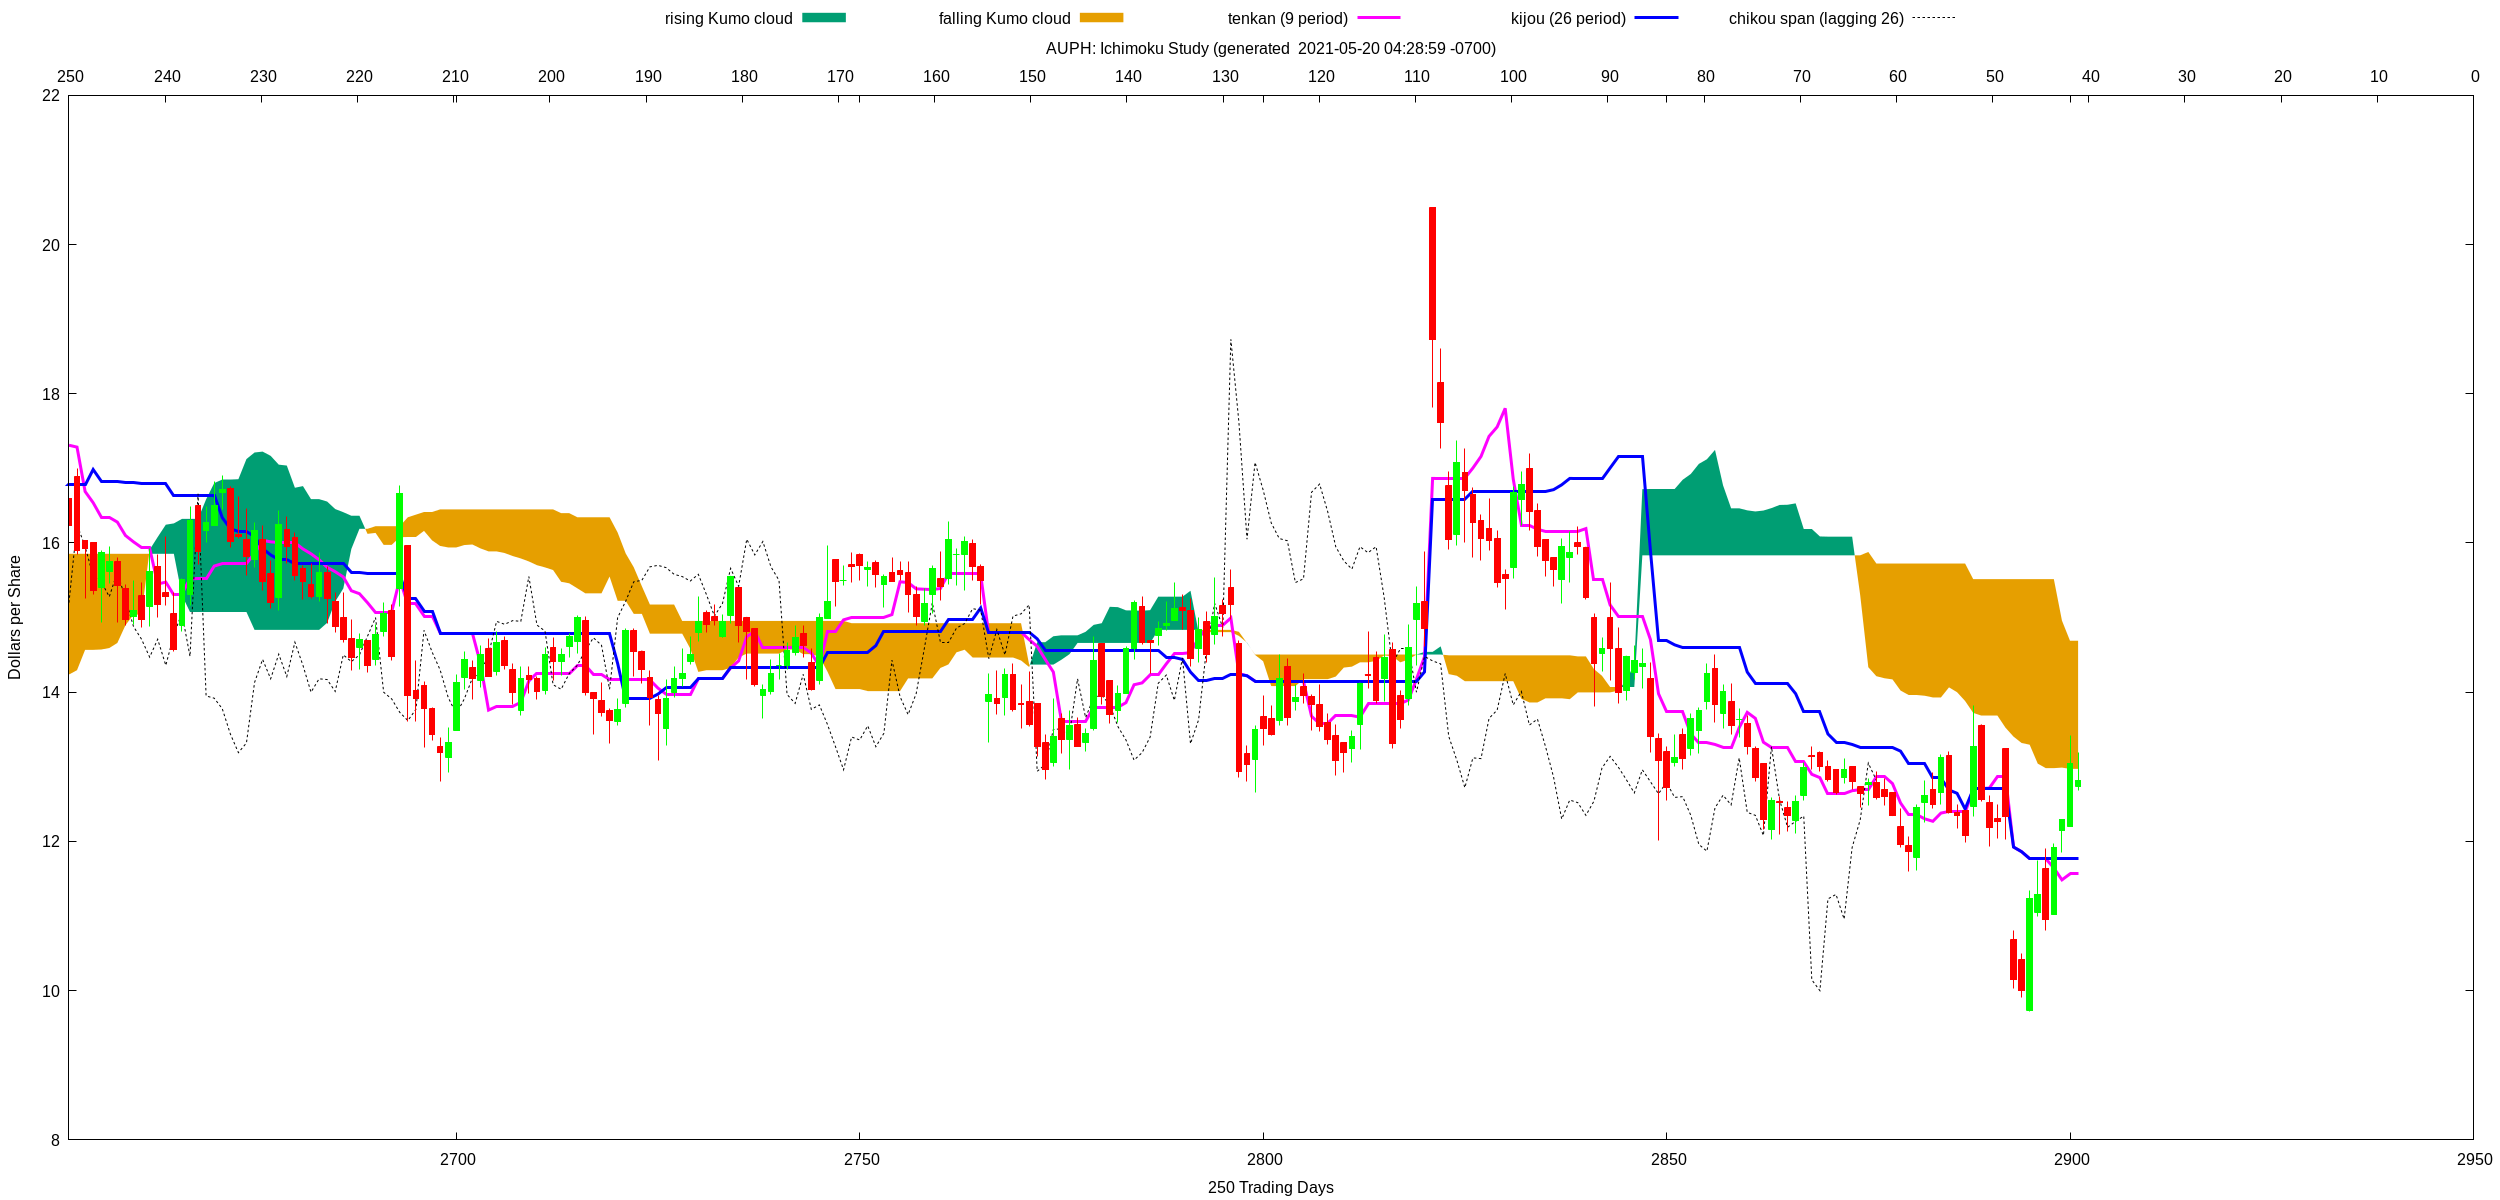 rising Kumo cloud falling Kumo cloud tenkan (9 period) kijou (26 period) chikou span (lagging 26)
AUPH: Ichimoku Study (generated  2021-05-20 04:28:59 -0700)
250 240 230 220 210 200 190 180 170 160 150 140 130 120 110 100 90 80 70 60 50 40 30 20 10 0
22
20
18
16
14
12
10
8
Dollars per Share
2700 2750 2800 2850 2900 2950
250 Trading Days